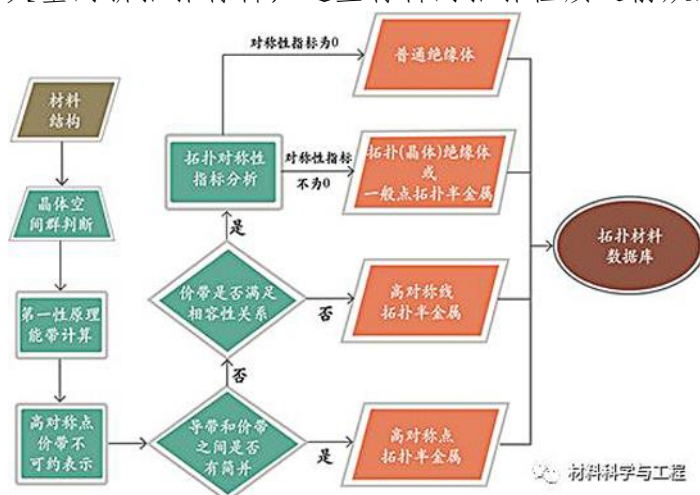 对称性指标为0
普通绝缘体
材料
结构
拓扑对称性
指标分析
对称性指标
不为0
拓扑(晶体)绝缘体
或
一般点拓扑半金属
晶体空
间群判断
是
拓扑材料
数据库
第一性原理
能带计算
价带是否满足
相容性关系
否
高对称线
拓扑半金属
否
高对称点
价带不
可约表示
导带和价带
之间是否
有简并
是
高对称点
拓扑半金属
材料科学与工程